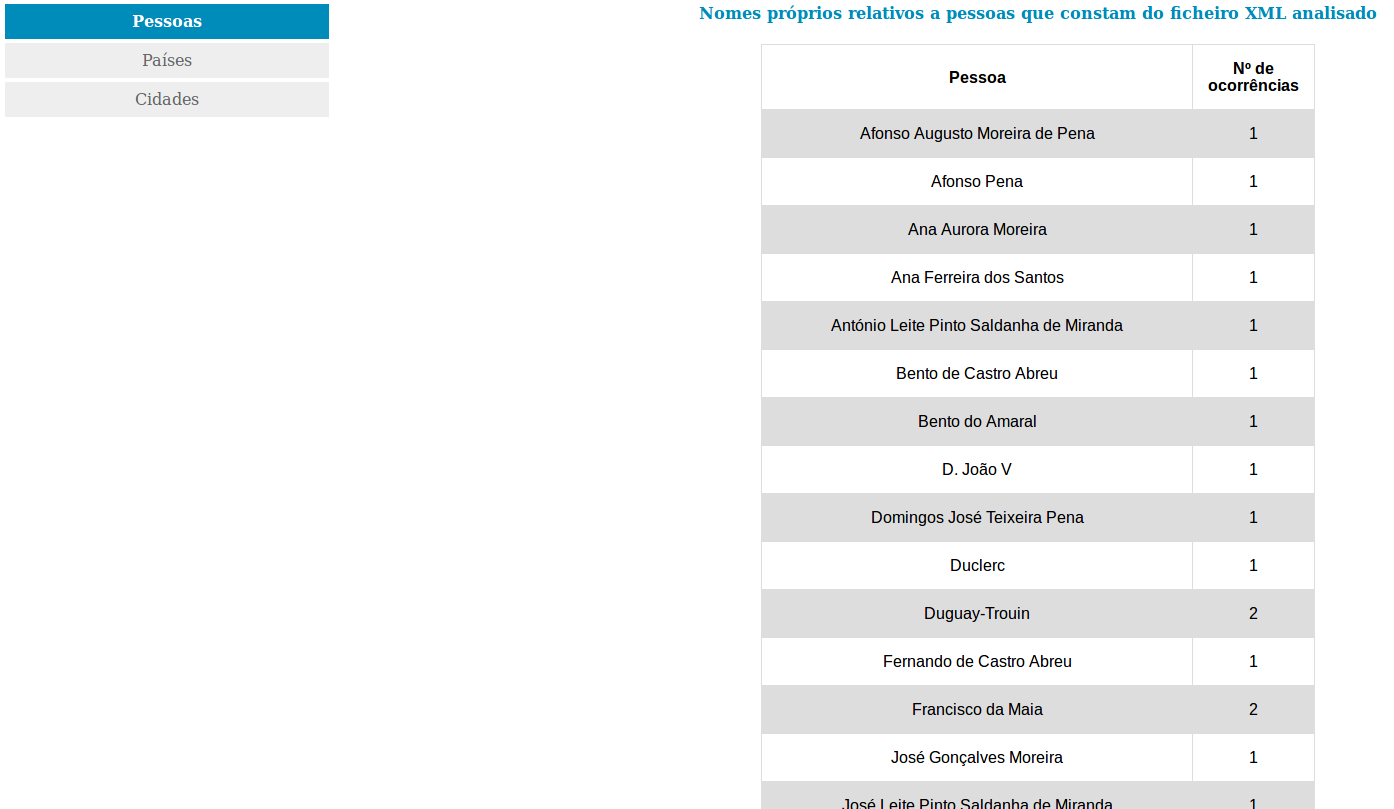 Pessoas
Países
Cidades
Nomes próprios relativos a pessoas que constam do ficheiro XML analisado
Pessoa
Nº de
ocorrências
Afonso Augusto Moreira de Pena 1
Afonso Pena 1
Ana Aurora Moreira 1
Ana Ferreira dos Santos 1
António Leite Pinto Saldanha de Miranda 1
Bento de Castro Abreu 1
Bento do Amaral 1
D. João V 1
Domingos José Teixeira Pena 1
Duclerc 1
Duguay-Trouin 2
Fernando de Castro Abreu 1
Francisco da Maia 2
José Gonçalves Moreira 1
José Leite Pinto Saldanha de Miranda 1